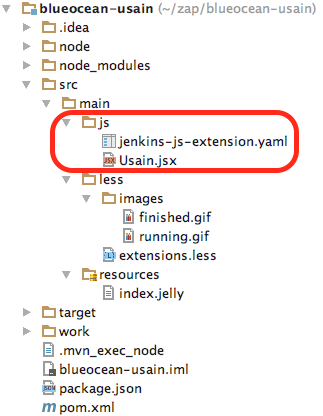 blueocean-usain (~/zap/blueocean-usain)
.idea
node
node_modules
src
main
js
jenkins-js-extension.yaml
Usain.jsx
less
images
finished.gif
running.gif
extensions.less
resources
index.jelly
target
work
.mvn_exec_node
blueocean-usain.iml
package.json
pom.xml